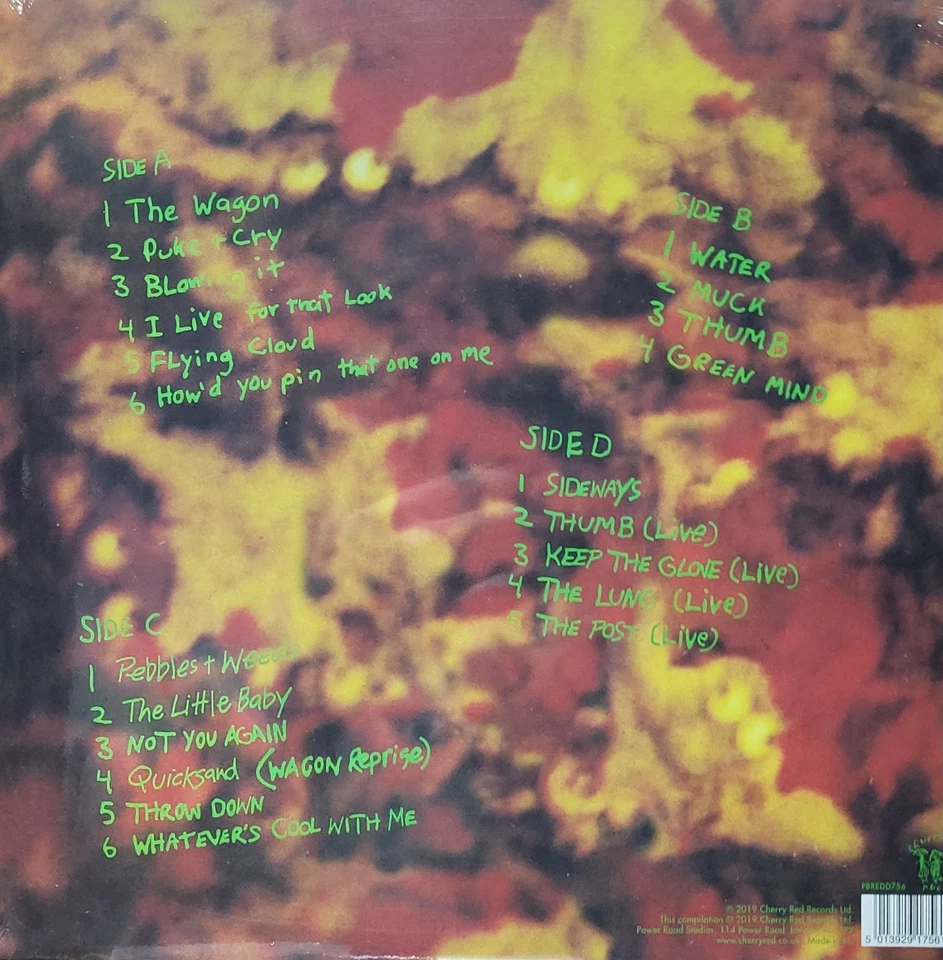 SIDE A
1 The Wagon
2 Puke + Cry
3 BLowing it
4 I Live for that Look
5 FLying Cloud
6 How'd you pin that one on me
SIDE B
1 WATER
2 MUCK
3 THUMB
4 GREEN MIND
SIDE D
1 SIDEWAYS
2 THUMB (Live)
3 KEEP THE GLOVE (Live)
4 THE LUNG (Live)
5 THE POST (Live)
SIDE C
1 Pebbles + Weeds
2 The Little Baby
3 NOT YOU AGAIN
4 Quicksand (WAGON Reprise)
5 THROW DOWN
6 WHATEVER'S COOL WITH ME
PBREDD756
© 2019 Cherry Red Records Ltd.
This compilation ℗ 2019 Cherry Red Records Ltd.
Power Road Studios, 114 Power Road,
www.cherryred.co.uk Made
5 013929 1756